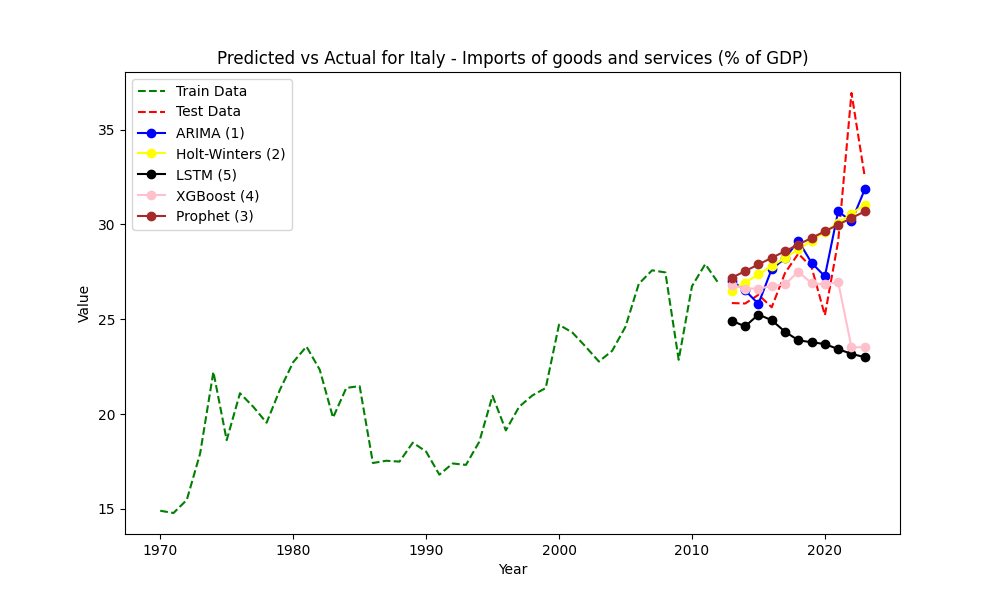 Predicted vs Actual for Italy - Imports of goods and services (% of GDP)
Train Data
Test Data
ARIMA (1)
Holt-Winters (2)
LSTM (5)
XGBoost (4)
Prophet (3)
Value
35
30
25
20
15
1970
1980
1990
2000
2010
2020
Year